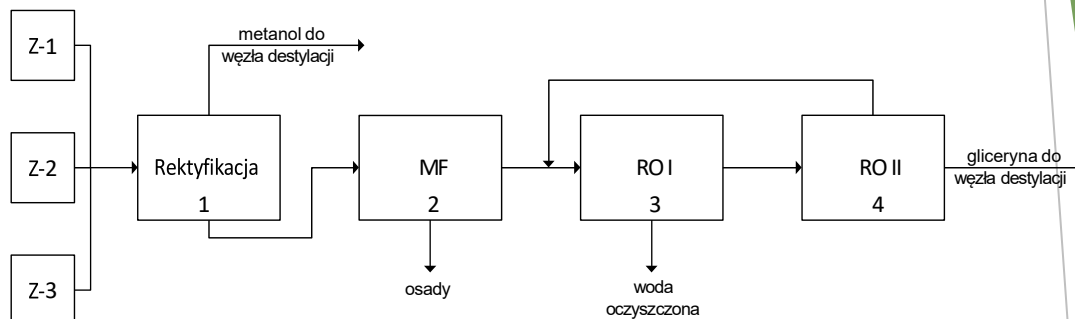 Z-1
metanol do
węzła destylacji
Z-2
Rektyfikacja
1
MF
2
RO I
3
RO II
4
gliceryna do
węzła destylacji
Z-3
osady
woda
oczyszczona